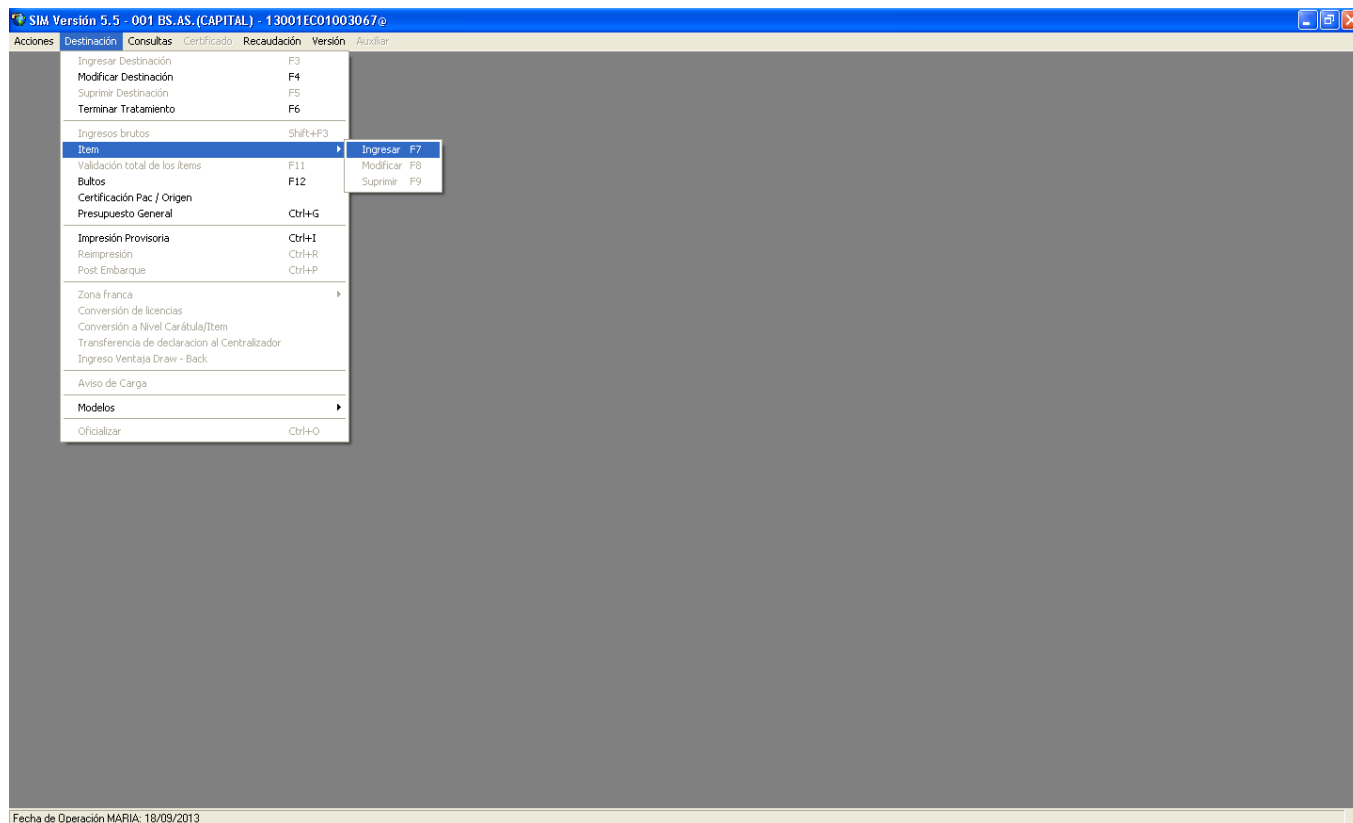 SIM Versión 5.5 - 001 BS.AS.(CAPITAL) - 13001EC01003067@
Acciones Destinación Consultas Certificado Recaudación Versión Auxiliar
Ingresar Destinación F3
Modificar Destinación F4
Suprimir Destinación F5
Terminar Tratamiento F6
Ingresos brutos Shift+F3
Item
Ingresar F7
Modificar F8
Suprimir F9
Validación total de los ítems F11
Bultos F12
Certificación Pac / Origen
Presupuesto General Ctrl+G
Impresión Provisoria Ctrl+I
Reimpresión Ctrl+R
Post Embarque Ctrl+P
Zona franca
Conversión de licencias
Conversión a Nivel Carátula/Item
Transferencia de declaracion al Centralizador
Ingreso Ventaja Draw - Back
Aviso de Carga
Modelos
Oficializar Ctrl+O
Fecha de Operación MARIA: 18/09/2013